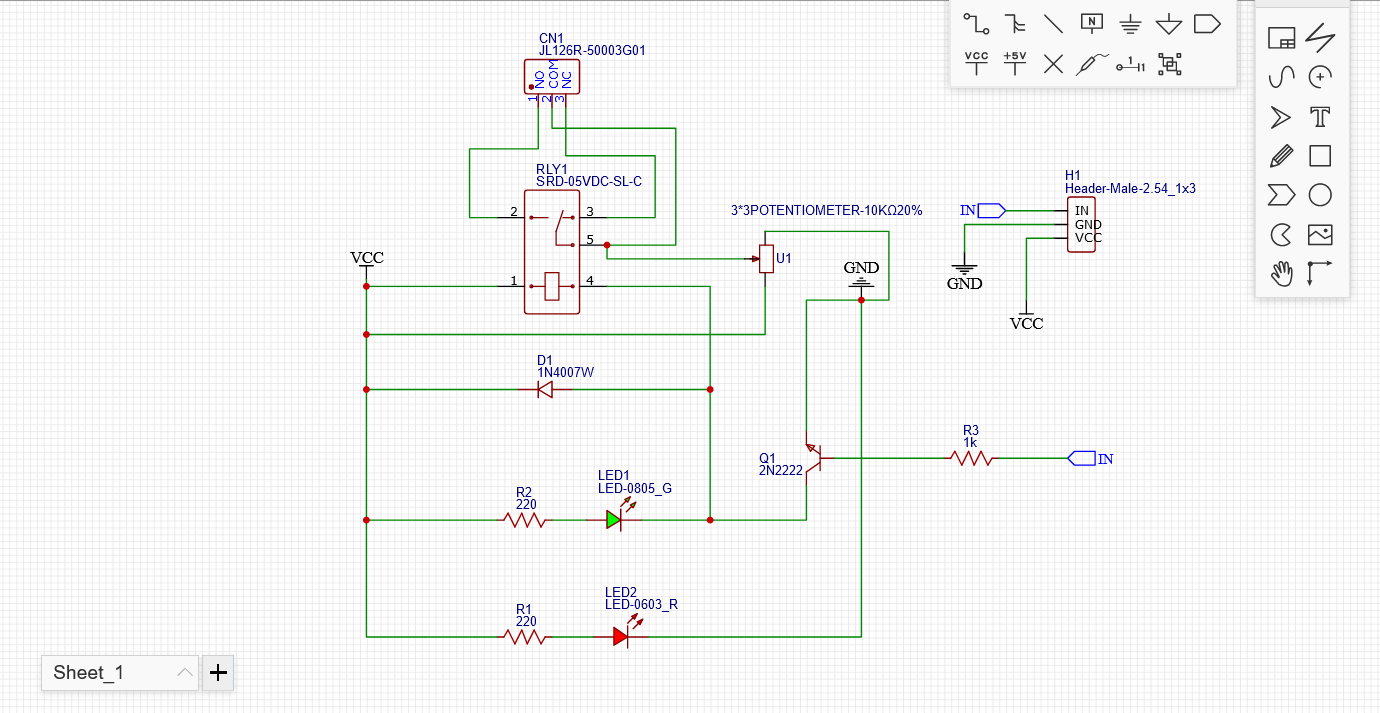 VCC
+5V
N
1
1
CN1
JL126R-50003G01
NO
COM
NC
1
2
3
RLY1
SRD-05VDC-SL-C
2
3
5
1
4
VCC
3*3POTENTIOMETER-10KΩ20%
U1
GND
H1
Header-Male-2.54_1x3
IN
IN
GND
VCC
GND
VCC
D1
1N4007W
R3
1k
IN
Q1
2N2222
LED1
LED-0805_G
R2
220
LED2
LED-0603_R
R1
220
Sheet_1